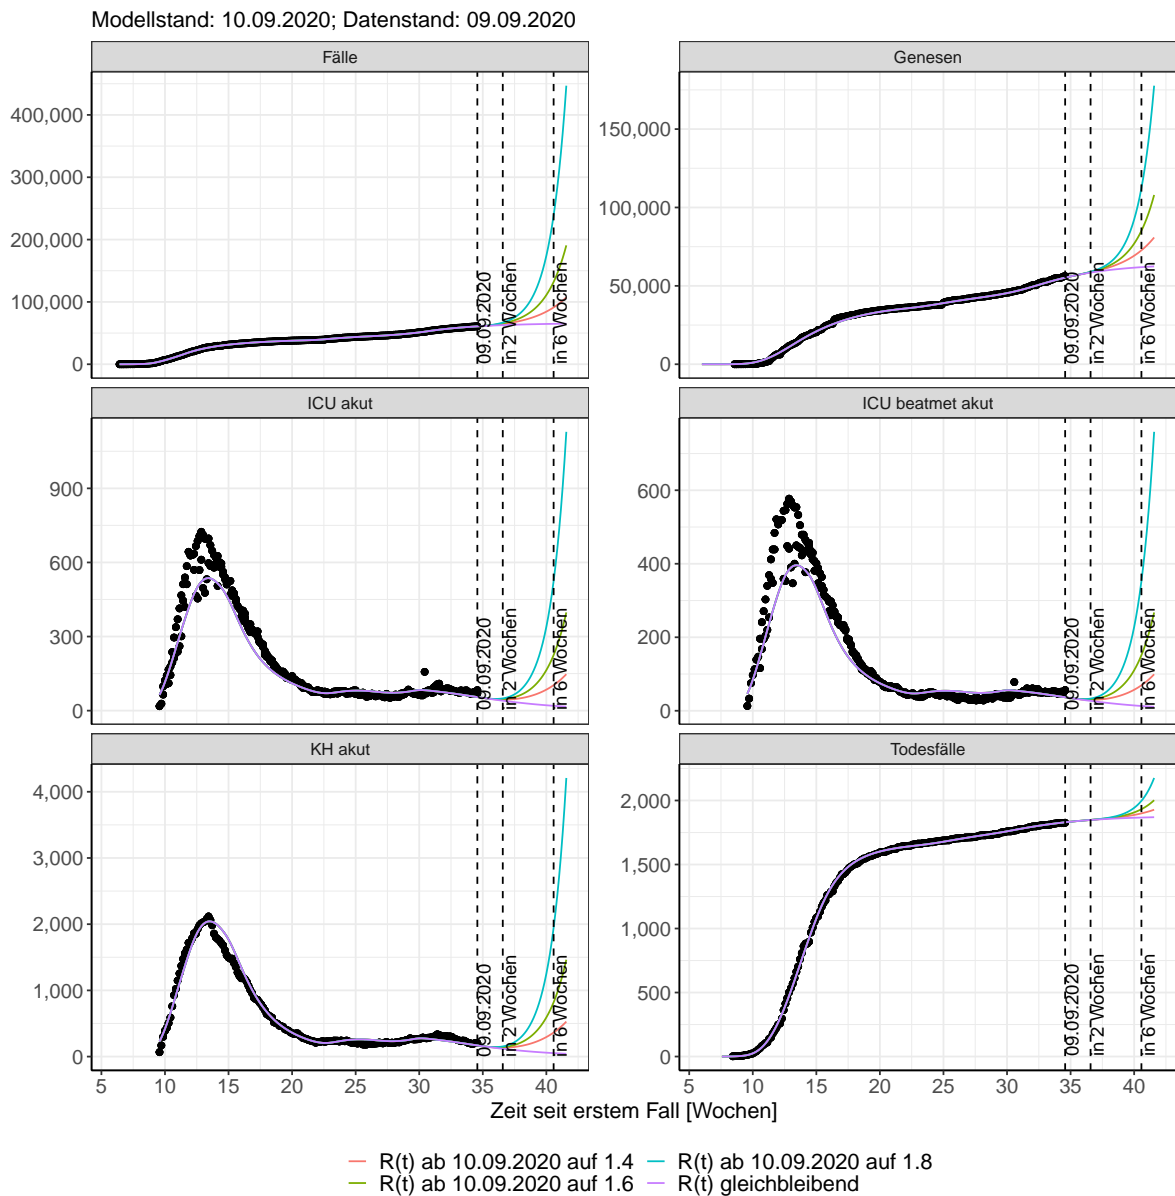 Modellstand: 10.09.2020; Datenstand: 09.09.2020
Fälle
Genesen
400,000
300,000
200,000
100,000
0
09.09.2020
in 2 Wochen
in 6 Wochen
150,000
100,000
50,000
0
09.09.2020
in 2 Wochen
in 6 Wochen
ICU akut
ICU beatmet akut
900
600
300
0
09.09.2020
in 2 Wochen
in 6 Wochen
600
400
200
0
09.09.2020
in 2 Wochen
in 6 Wochen
KH akut
Todesfälle
4,000
3,000
2,000
1,000
0
09.09.2020
in 2 Wochen
in 6 Wochen
2,000
1,500
1,000
500
0
09.09.2020
in 2 Wochen
in 6 Wochen
5 10 15 20 25 30 35 40
5 10 15 20 25 30 35 40
Zeit seit erstem Fall [Wochen]
R(t) ab 10.09.2020 auf 1.4
R(t) ab 10.09.2020 auf 1.8
R(t) ab 10.09.2020 auf 1.6
R(t) gleichbleibend